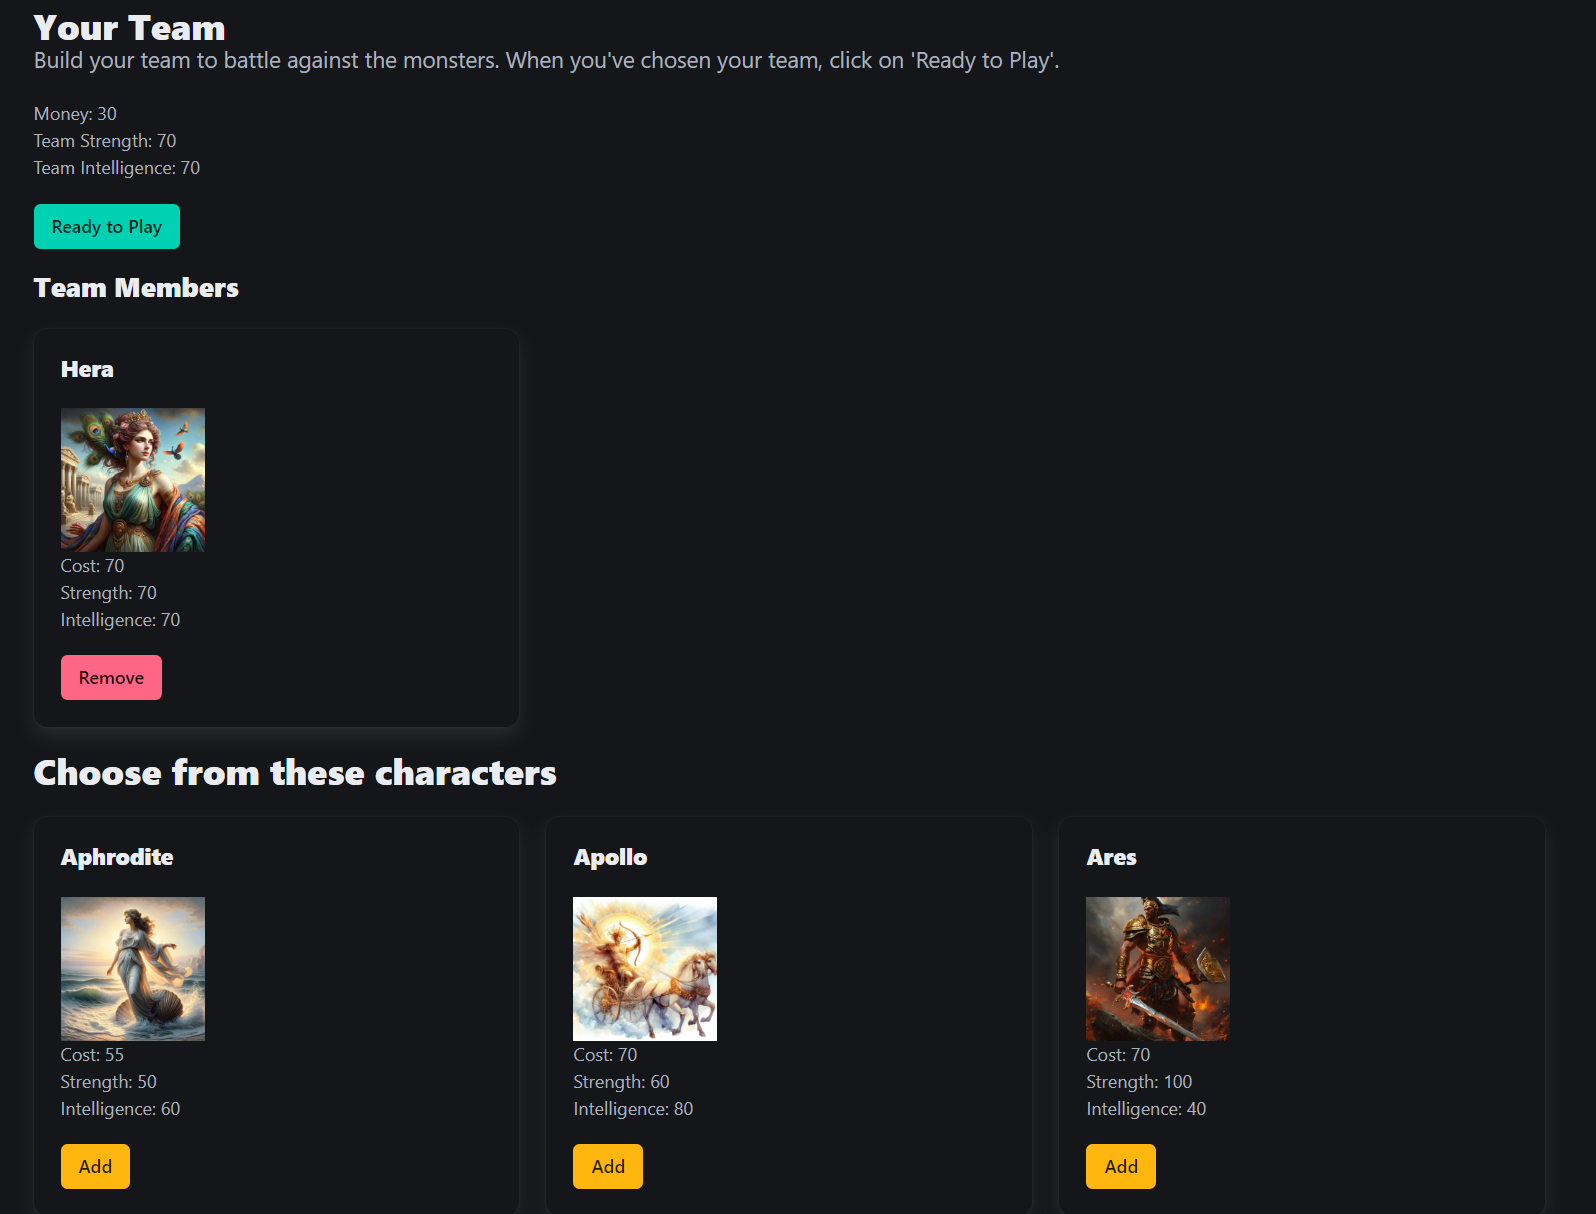 Your Team
Build your team to battle against the monsters. When you've chosen your team, click on 'Ready to Play'.
Money: 30
Team Strength: 70
Team Intelligence: 70
Ready to Play
Team Members
Hera
Cost: 70
Strength: 70
Intelligence: 70
Remove
Choose from these characters
Aphrodite
Cost: 55
Strength: 50
Intelligence: 60
Add
Apollo
Cost: 70
Strength: 60
Intelligence: 80
Add
Ares
Cost: 70
Strength: 100
Intelligence: 40
Add